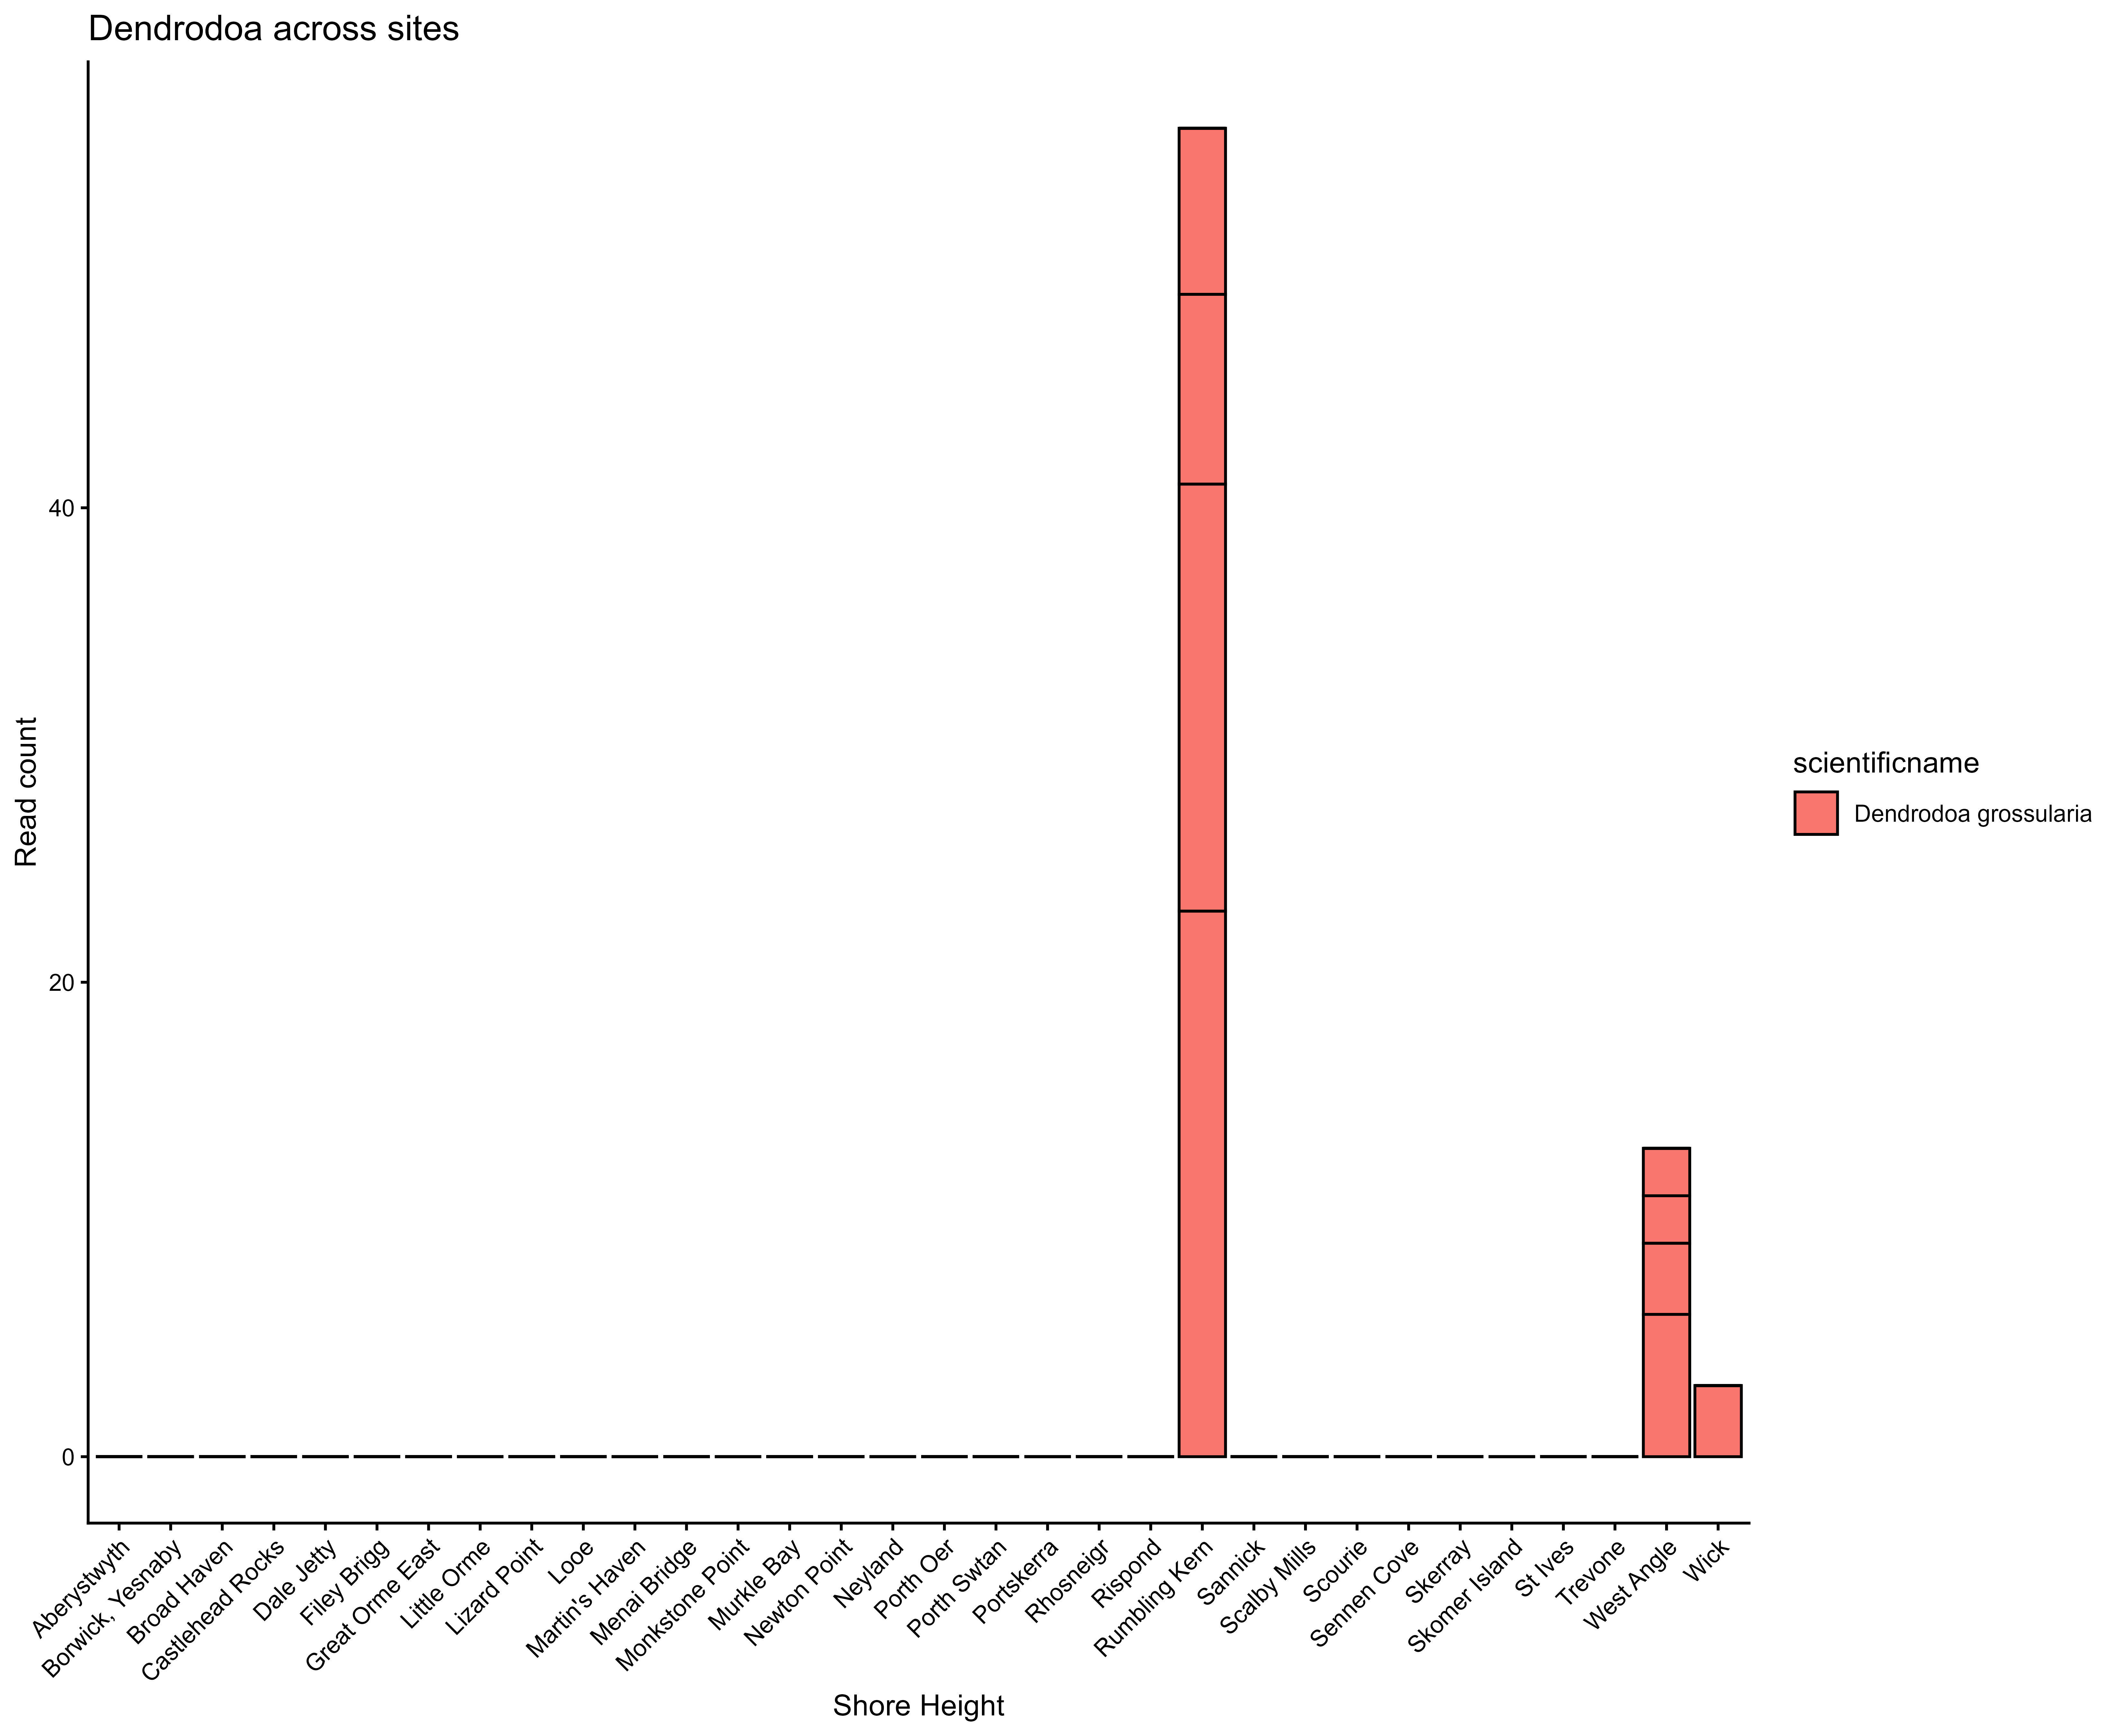 Dendrodoa across sites
Read count
40
20
0
scientificname
Dendrodoa grossularia
Aberystwyth
Borwick, Yesnaby
Broad Haven
Castlehead Rocks
Dale Jetty
Filey Brigg
Great Orme East
Little Orme
Lizard Point
Looe
Martin's Haven
Menai Bridge
Monkstone Point
Murkle Bay
Newton Point
Neyland
Porth Oer
Porth Swtan
Portskerra
Rhosneigr
Rispond
Rumbling Kern
Sannick
Scalby Mills
Scourie
Sennen Cove
Skerray
Skomer Island
St Ives
Trevone
West Angle
Wick
Shore Height